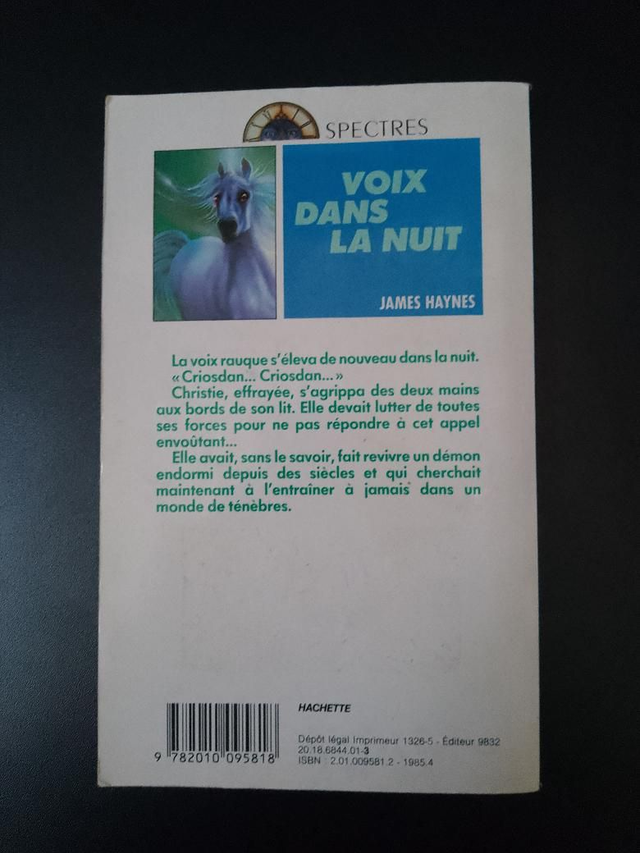 SPECTRES
VOIX
DANS
LA NUIT
JAMES HAYNES
La voix rauque s'éleva de nouveau dans la nuit.
« Criosdan... Criosdan... »
Christie, effrayée, s'agrippa des deux mains
aux bords de son lit. Elle devait lutter de toutes
ses forces pour ne pas répondre à cet appel
envoûtant...
Elle avait, sans le savoir, fait revivre un démon
endormi depuis des siècles et qui cherchait
maintenant à l'entraîner à jamais dans un
monde de ténèbres.
HACHETTE
Dépôt légal Imprimeur 1326-5 - Éditeur 9832
20.18.6844.01-3
ISBN : 2.01.009581.2 - 1985.4
9 782010 095818